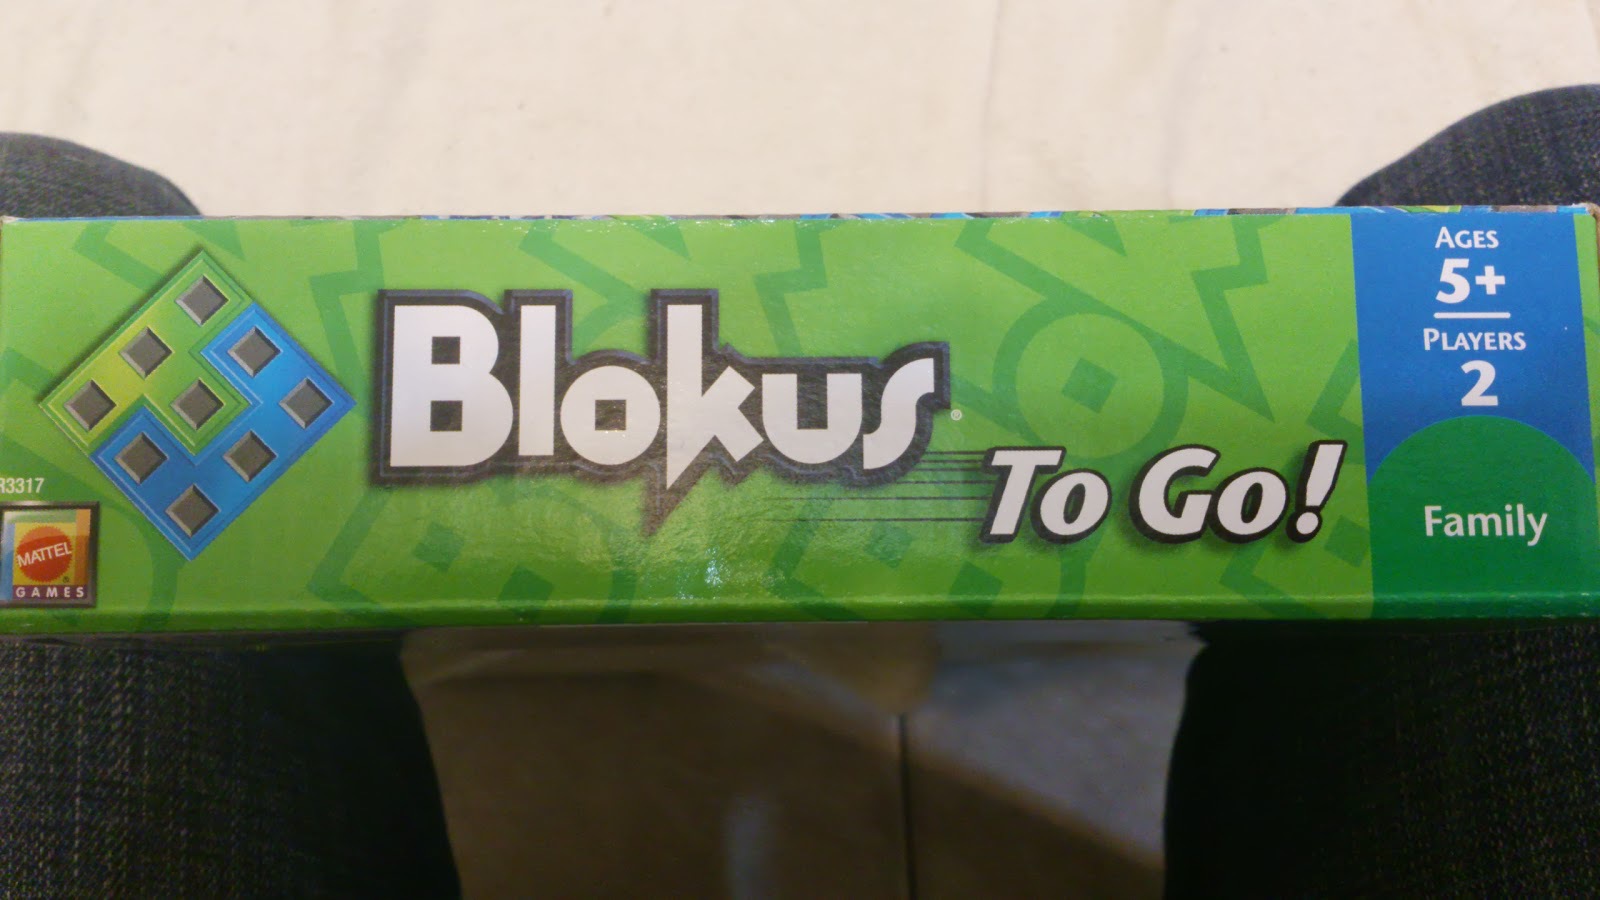 Blokus®
To Go!
AGES
5+
PLAYERS
2
Family
R3317
MATTEL
®
GAMES